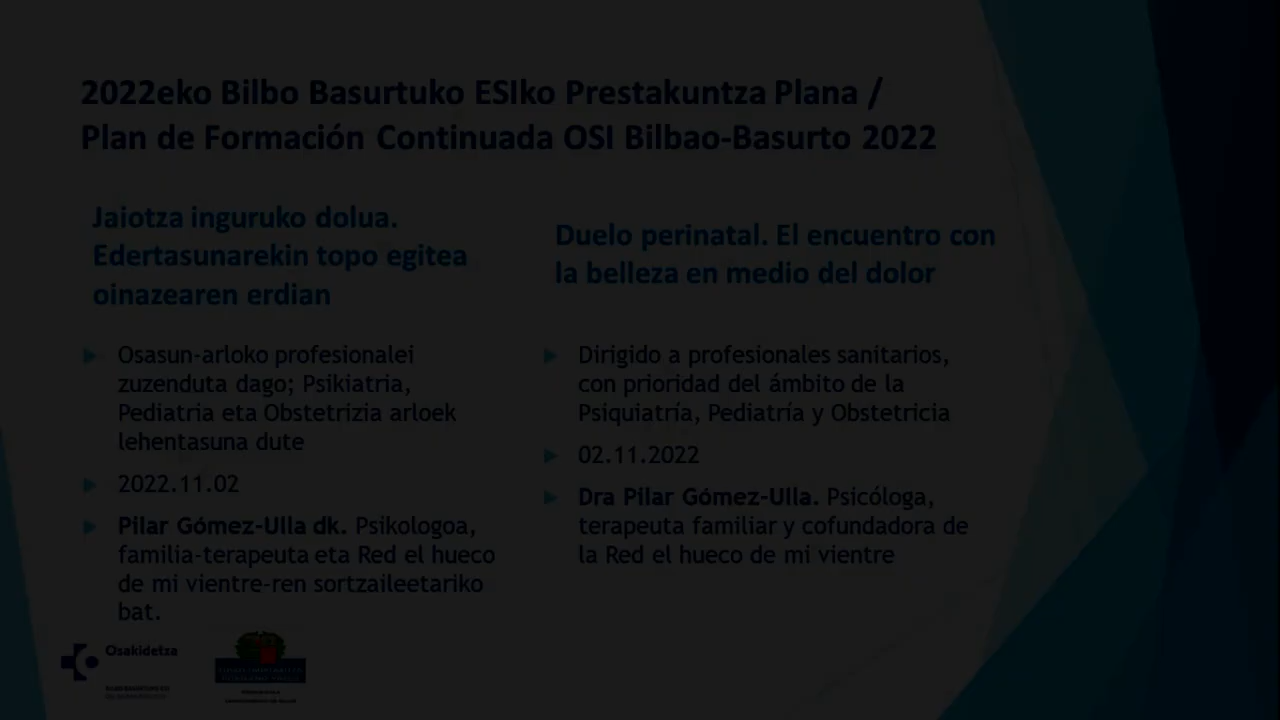 2022eko Bilbo Basurtuko ESIko Prestakuntza Plana /
Plan de Formación Continuada OSI Bilbao-Basurto 2022
Jaiotza inguruko dolua.
Edertasunarekin topo egitea
oinazearen erdian
Osasun-arloko profesionalei
zuzenduta dago; Psikiatria,
Pediatria eta Obstetrizia arloek
lehentasuna dute
2022.11.02
Pilar Gómez-Ulla dk. Psikologoa,
familia-terapeuta eta Red el hueco
de mi vientre-ren sortzaileetariko
bat.
Duelo perinatal. El encuentro con
la belleza en medio del dolor
Dirigido a profesionales sanitarios,
con prioridad del ámbito de la
Psiquiatría, Pediatría y Obstetricia
02.11.2022
Dra Pilar Gómez-Ulla. Psicóloga,
terapeuta familiar y cofundadora de
la Red el hueco de mi vientre
Osakidetza